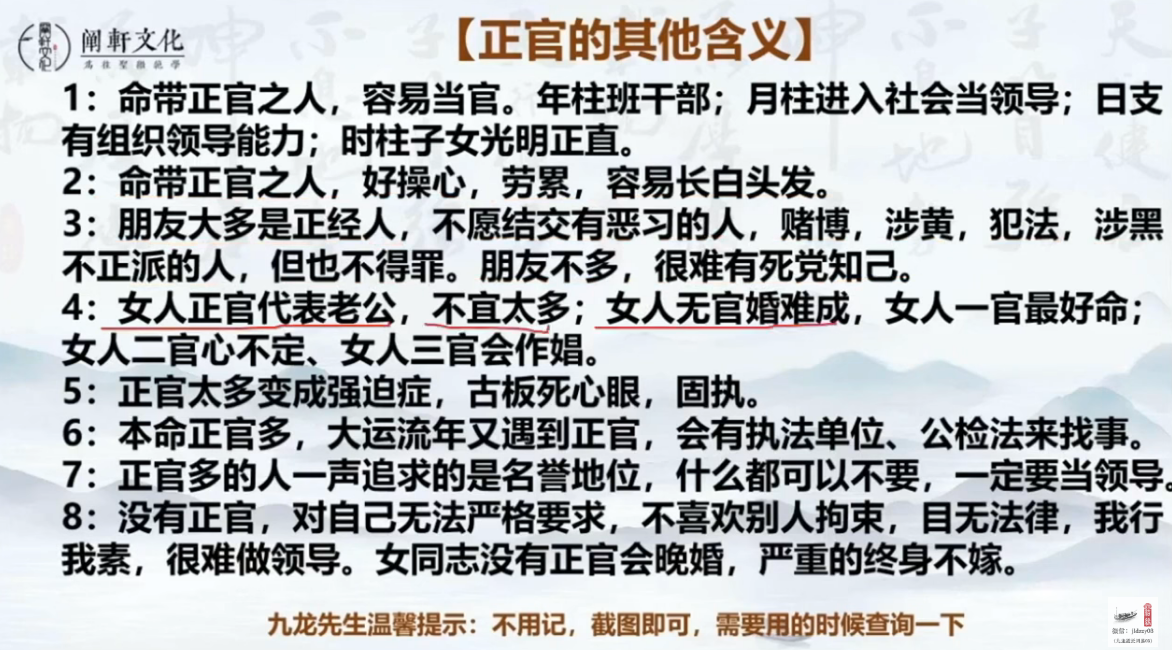 阐轩文化
【正官的其他含义】
1：命带正官之人，容易当官。年柱班干部；月柱进入社会当领导；日支
有组织领导能力；时柱子女光明正直。
2：命带正官之人，好操心，劳累，容易长白头发。
3：朋友大多是正经人，不愿结交有恶习的人，赌博，涉黄，犯法，涉黑
不正派的人，但也不得罪。朋友不多，很难有死党知己。
4：女人正官代表老公，不宜太多；女人无官婚难成，女人一官最好命；
女人二官心不定、女人三官会作娼。
5：正官太多变成强迫症，古板死心眼，固执。
6：本命正官多，大运流年又遇到正官，会有执法单位、公检法来找事。
7：正官多的人一声追求的是名誉地位，什么都可以不要，一定要当领导。
8：没有正官，对自己无法严格要求，不喜欢别人拘束，目无法律，我行
我素，很难做领导。女同志没有正官会晚婚，严重的终身不嫁。
九龙先生温馨提示：不用记，截图即可，需要用的时候查询一下